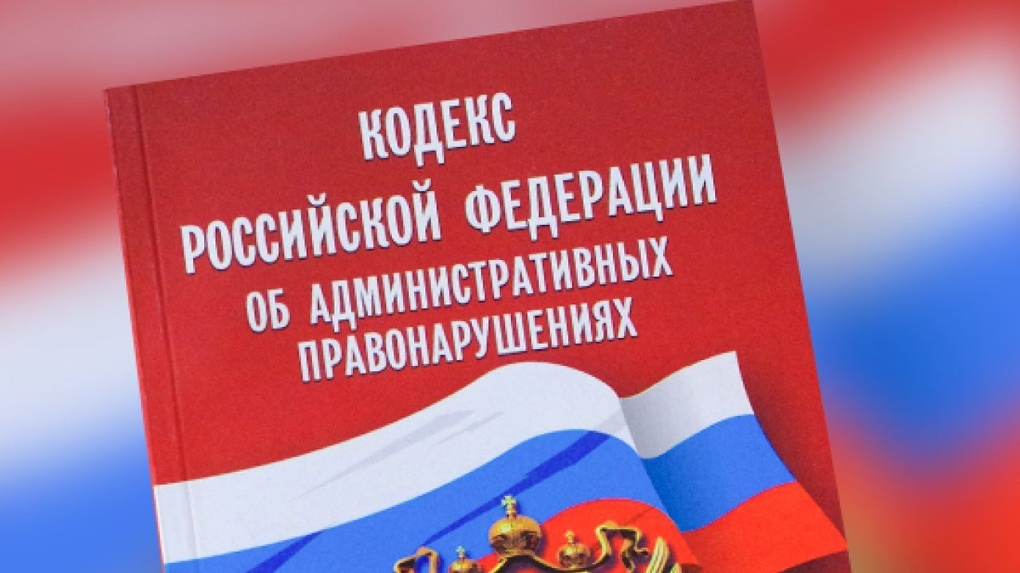 КОДЕКС
РОССИЙСКОЙ ФЕДЕРАЦИИ
ОБ АДМИНИСТРАТИВНЫХ
ПРАВОНАРУШЕНИЯХ